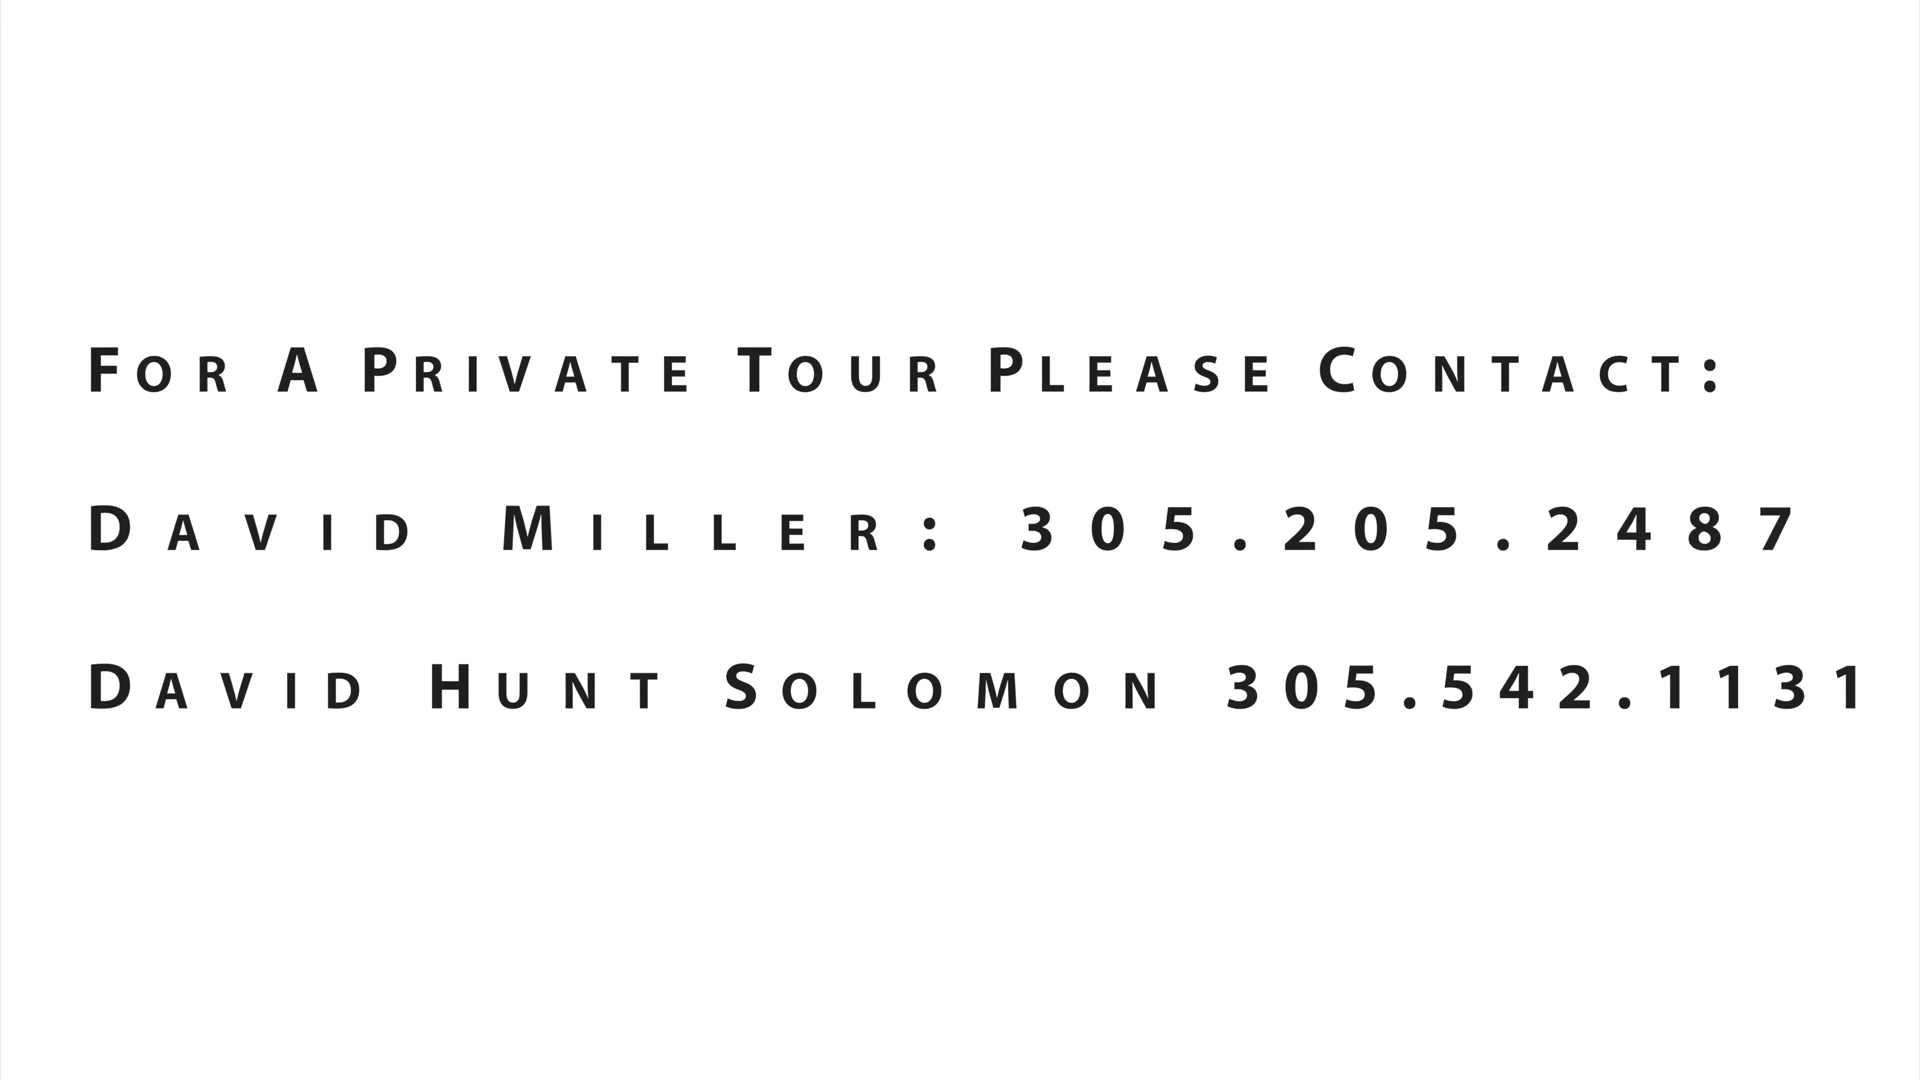 For A Private Tour Please Contact:
David Miller: 305.205.2487
David Hunt Solomon 305.542.1131